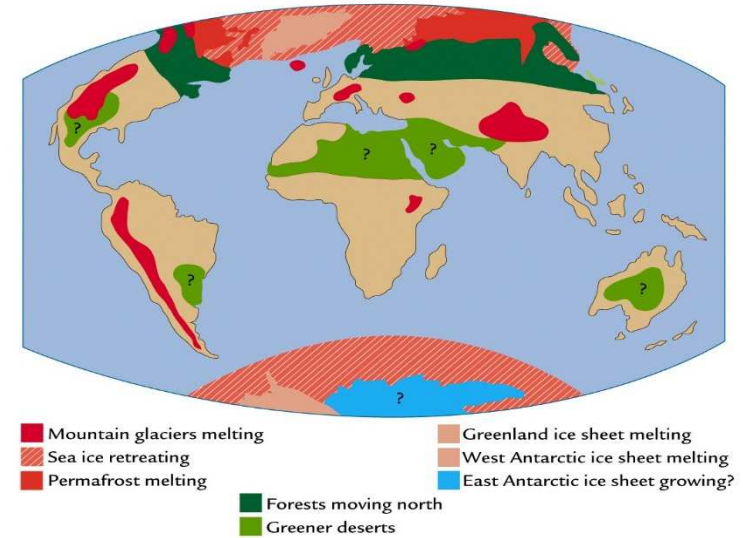 ?
?
?
?
?
?
Mountain glaciers melting
Sea ice retreating
Permafrost melting
Greenland ice sheet melting
West Antarctic ice sheet melting
East Antarctic ice sheet growing?
Forests moving north
Greener deserts